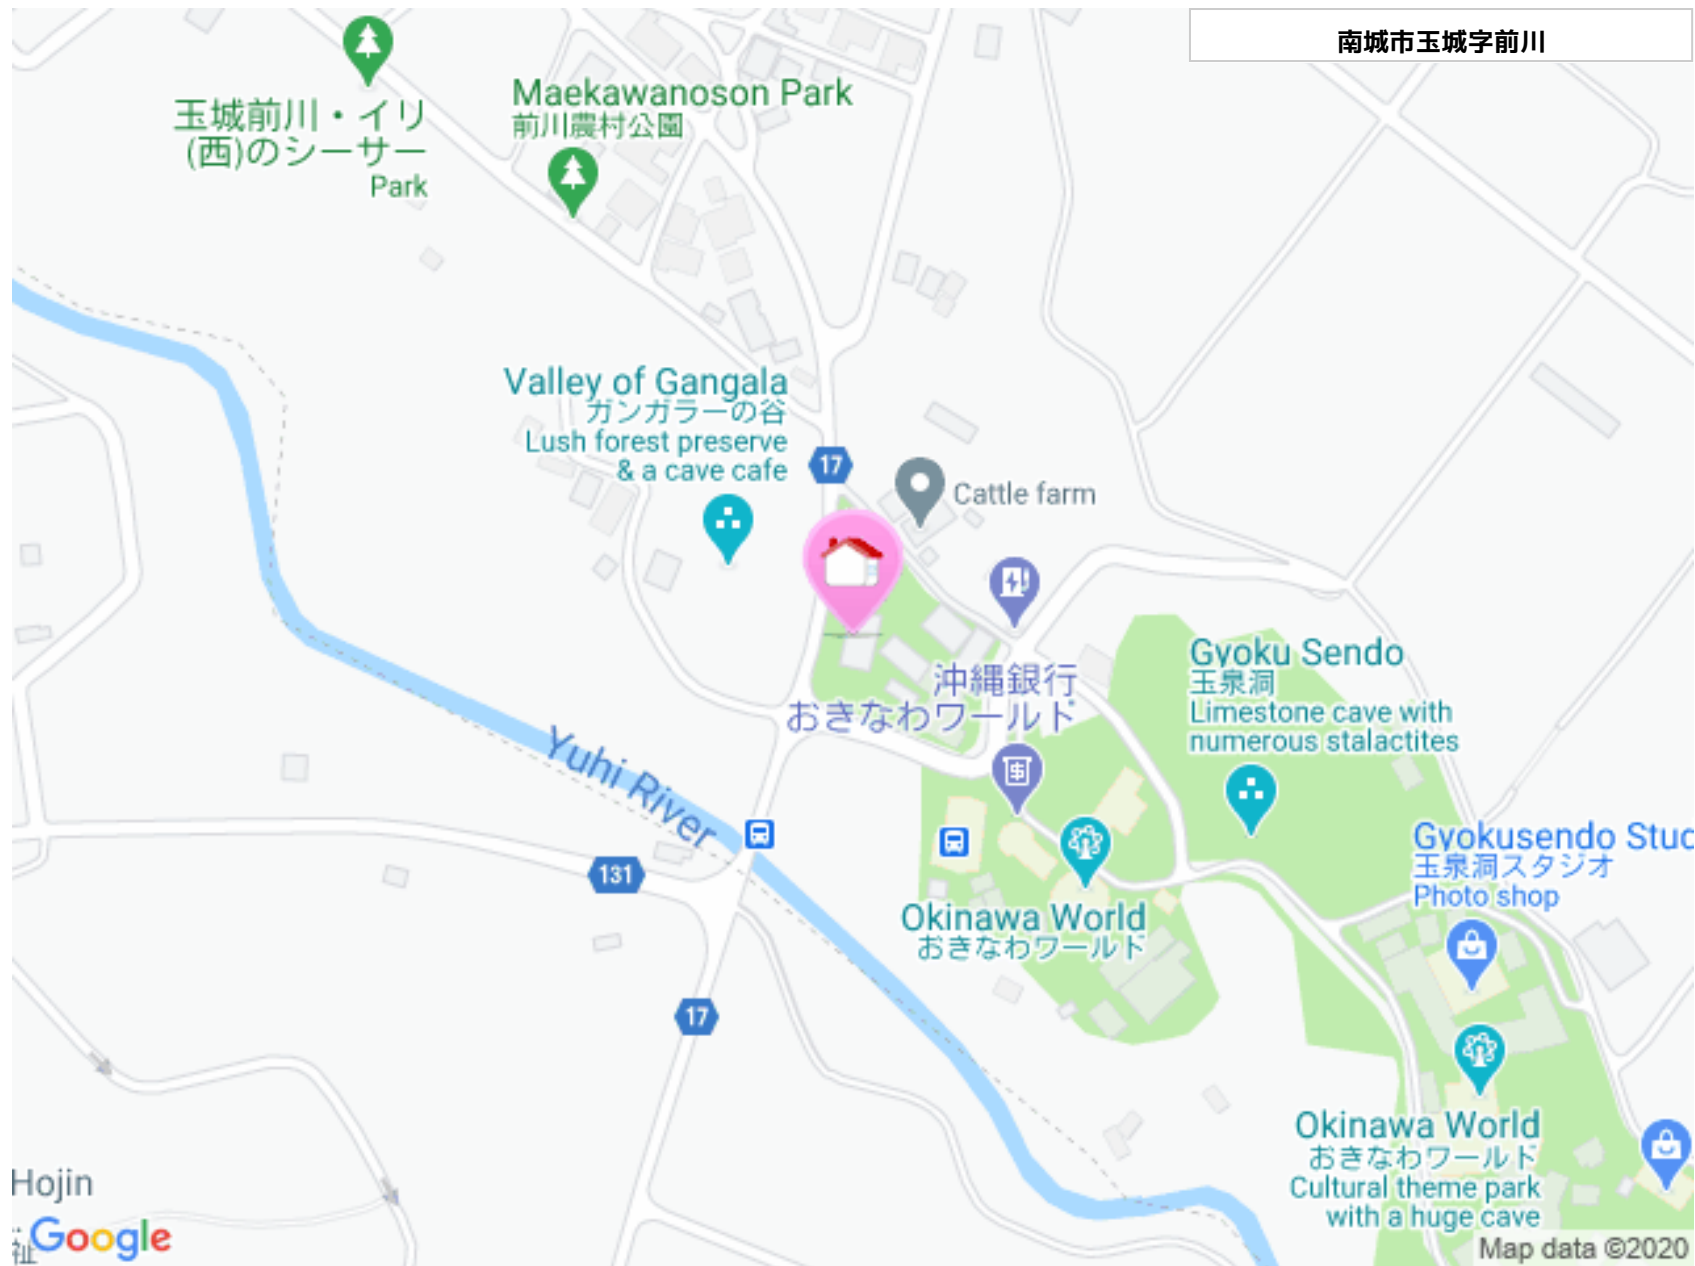 南城市玉城字前川
玉城前川・イリ
(西)のシーサー
Park
Maekawanoson Park
前川農村公園
Valley of Gangala
ガンガラーの谷
Lush forest preserve
& a cave cafe
17
Cattle farm
沖縄銀行
おきなわワールド
Gyoku Sendo
玉泉洞
Limestone cave with
numerous stalactites
Yuhi River
131
Gyokusendo Stud
玉泉洞スタジオ
Photo shop
Okinawa World
おきなわワールド
17
Okinawa World
おきなわワールド
Cultural theme park
with a huge cave
Hojin
祉
Google
Map data ©2020